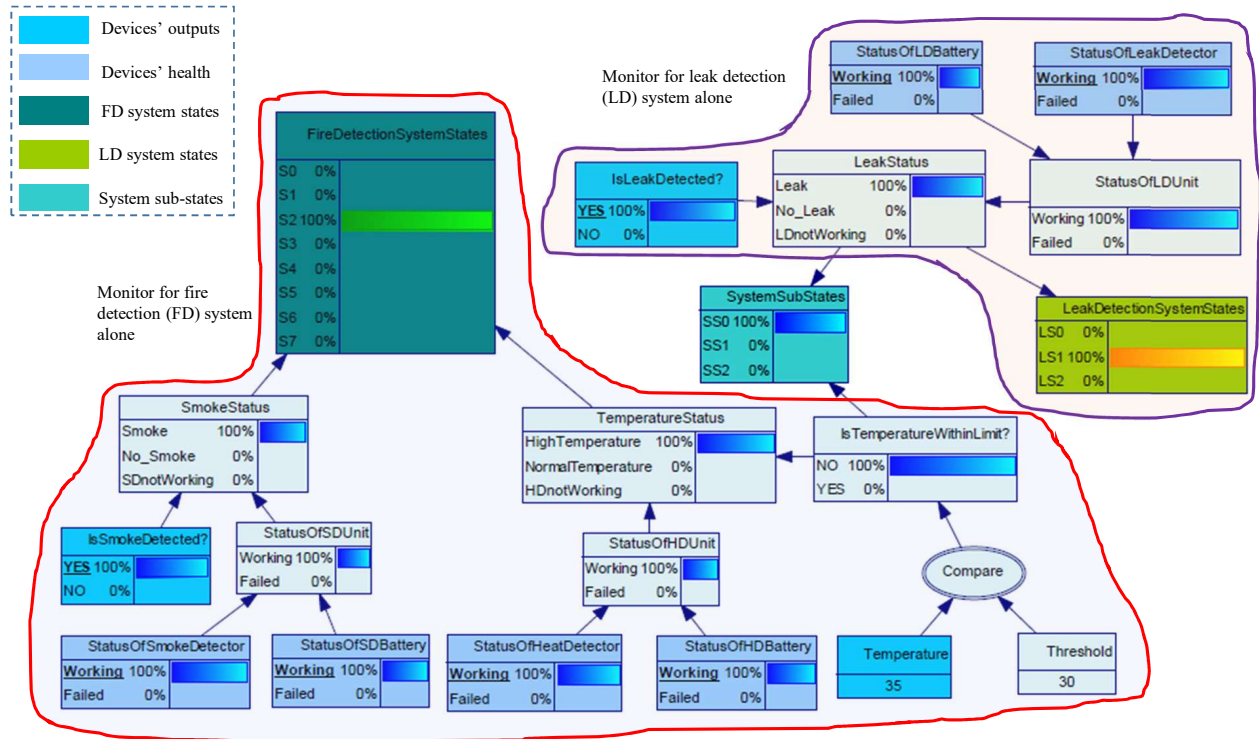 Devices' outputs
Devices' health
FD system states
LD system states
System sub-states
Monitor for leak detection
(LD) system alone
Monitor for fire
detection (FD) system
alone
StatusOfLDBattery
Working 100%
Failed 0%
StatusOfLeakDetector
Working 100%
Failed 0%
FireDetectionSystemStates
S0 0%
S1 0%
S2 100%
S3 0%
S4 0%
S5 0%
S6 0%
S7 0%
IsLeakDetected?
YES 100%
NO 0%
LeakStatus
Leak 100%
No_Leak 0%
LDnotWorking 0%
StatusOfLDUnit
Working 100%
Failed 0%
SystemSubStates
SS0 100%
SS1 0%
SS2 0%
LeakDetectionSystemStates
LS0 0%
LS1 100%
LS2 0%
SmokeStatus
Smoke 100%
No_Smoke 0%
SDnotWorking 0%
TemperatureStatus
HighTemperature 100%
NormalTemperature 0%
HDnotWorking 0%
IsTemperatureWithinLimit?
NO 100%
YES 0%
IsSmokeDetected?
YES 100%
NO 0%
StatusOfSDUnit
Working 100%
Failed 0%
StatusOfHDUnit
Working 100%
Failed 0%
Compare
StatusOfSmokeDetector
Working 100%
Failed 0%
StatusOfSDBattery
Working 100%
Failed 0%
StatusOfHeatDetector
Working 100%
Failed 0%
StatusOfHDBattery
Working 100%
Failed 0%
Temperature
35
Threshold
30